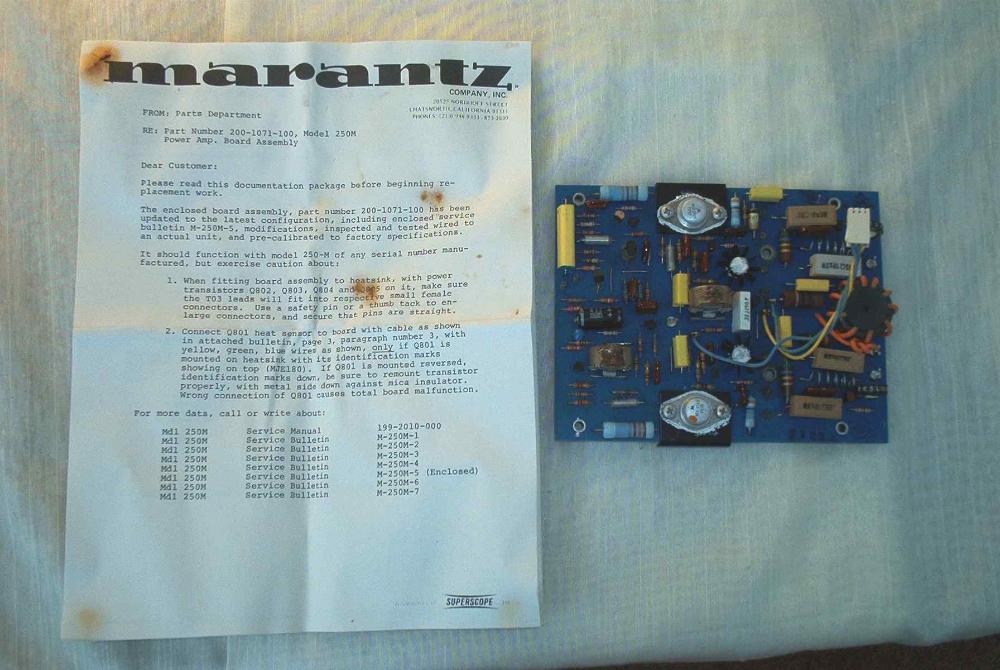 marantz
COMPANY, INC.
CHATSWORTH, CALIFORNIA 91311
FROM: Parts Department
RE: Part Number 200-1071-100, Model 250M
Power Amp. Board Assembly
Dear Customer:
Please read this documentation package before beginning re-
placement work.
The enclosed board assembly, part number 200-1071-100 has been
updated to the latest configuration, including enclosed service
bulletin M-250M-5, modifications, inspected and tested wired to
an actual unit, and pre-calibrated to factory specifications.
It should function with model 250-M of any serial number manu-
factured, but exercise caution about:
1. When fitting board assembly to heatsink, with power
transistors Q802, Q803, Q804 and Q805 on it, make sure
the T03 leads will fit into respective small female
connectors. Use a safety pin or a thumb tack to en-
large connectors, and secure that pins are straight.
2. Connect Q801 heat sensor to board with cable as shown
in attached bulletin, page 3, paragraph number 3, with
yellow, green, blue wires as shown, only if Q801 is
mounted on heatsink with its identification marks
showing on top (MJE180). If Q801 is mounted reversed,
identification marks down, be sure to remount transistor
properly, with metal side down against mica insulator.
Wrong connection of Q801 causes total board malfunction.
For more data, call or write about:
Mdl 250M Service Manual 199-2010-000
Mdl 250M Service Bulletin M-250M-1
Mdl 250M Service Bulletin M-250M-2
Mdl 250M Service Bulletin M-250M-3
Mdl 250M Service Bulletin M-250M-4
Mdl 250M Service Bulletin M-250M-5 (Enclosed)
Mdl 250M Service Bulletin M-250M-6
Mdl 250M Service Bulletin M-250M-7
SUPERSCOPE